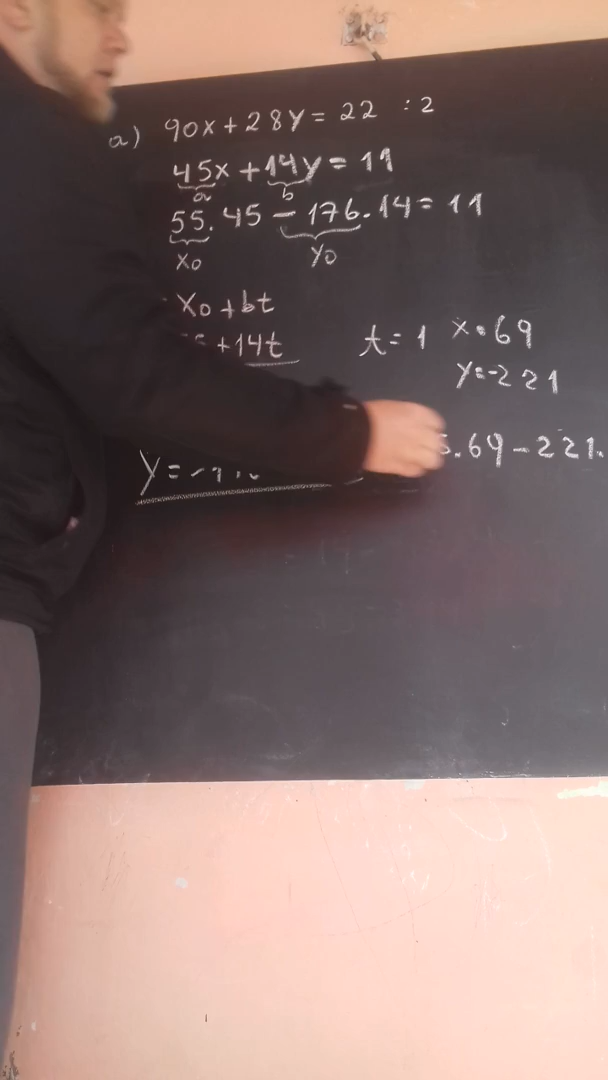 a) 90x + 28y = 22 :2
45x + 14y = 11
a b
55.45 - 176.14 = 11
x0 y0
x0 + bt
+ 14t
t = 1 x = 69
y = -221
.69 - 221.
y = -